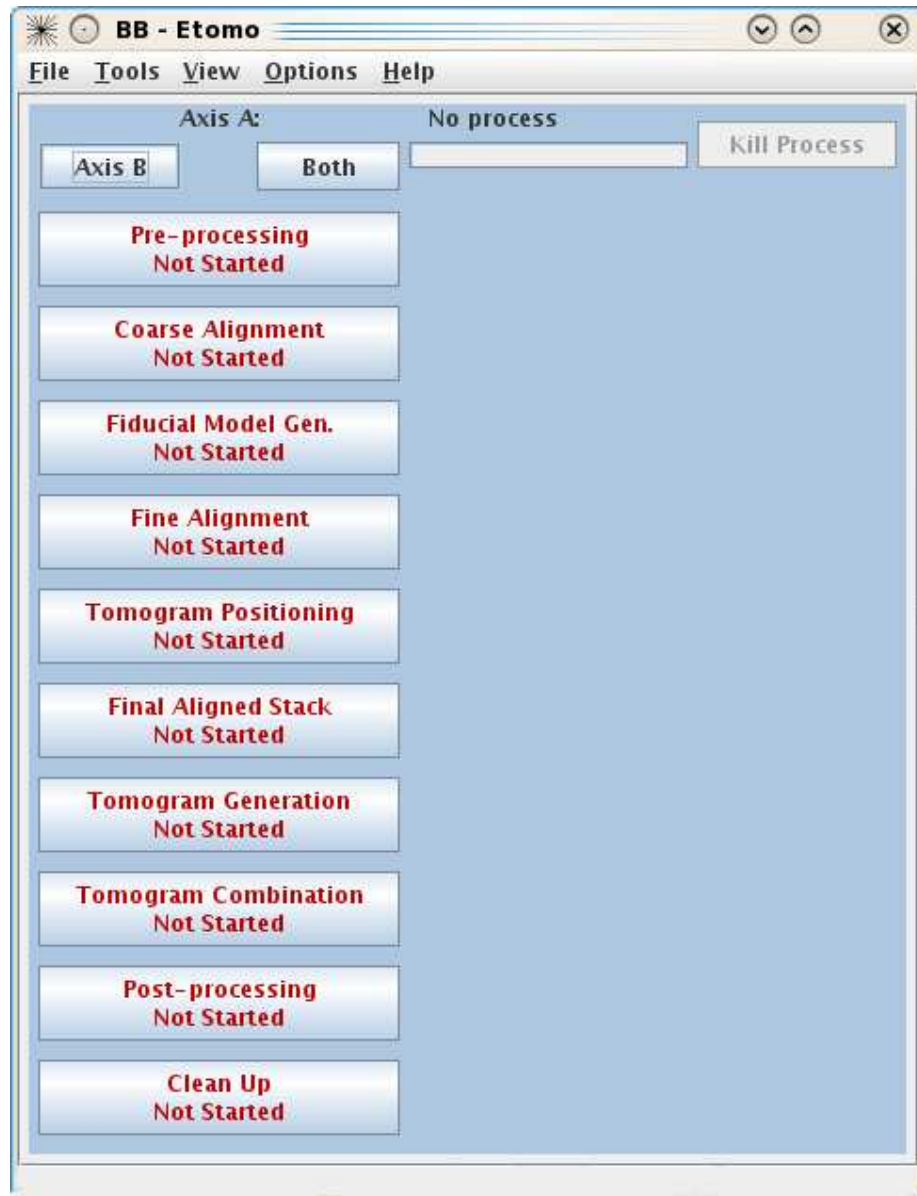 BB - Etomo
File Tools View Options Help
Axis A: No process
Axis B Both Kill Process
Pre-processing
Not Started
Coarse Alignment
Not Started
Fiducial Model Gen.
Not Started
Fine Alignment
Not Started
Tomogram Positioning
Not Started
Final Aligned Stack
Not Started
Tomogram Generation
Not Started
Tomogram Combination
Not Started
Post-processing
Not Started
Clean Up
Not Started